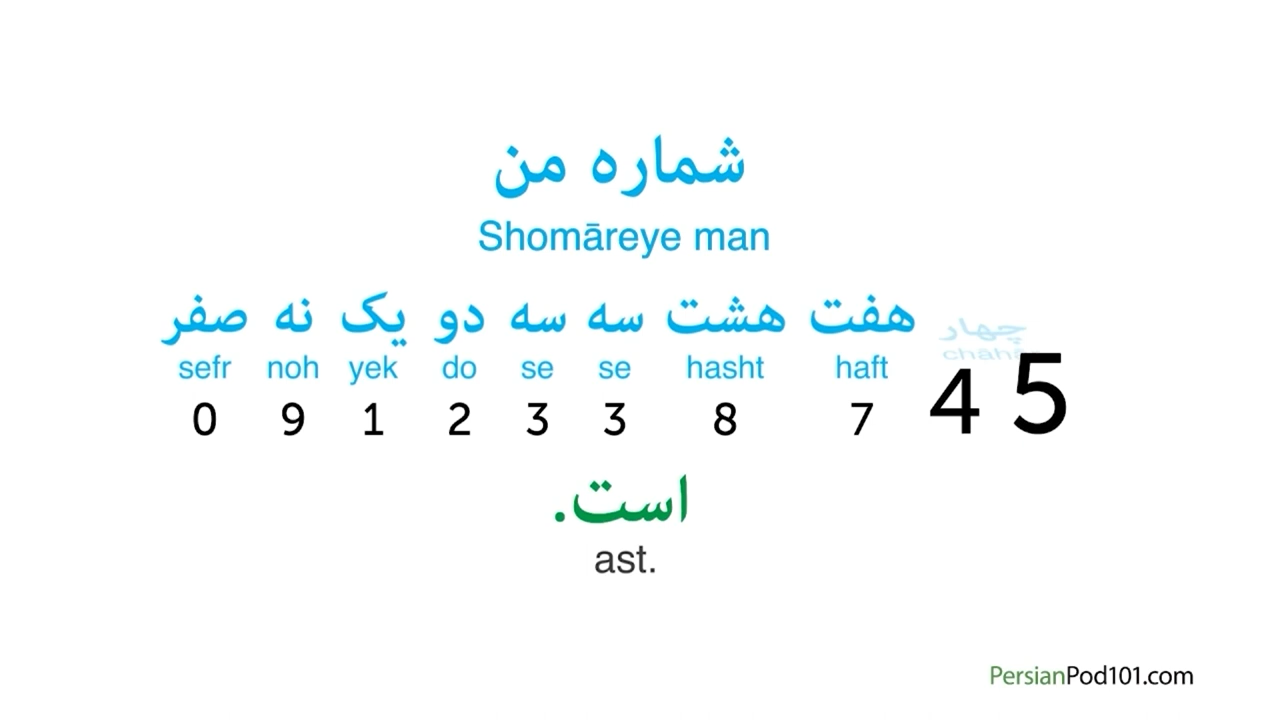 شماره من
Shomāreye man
صفر نه یک دو سه سه هشت هفت چهار
sefr noh yek do se se hasht haft
0 9 1 2 3 3 8 7 4 5
است.
ast.
PersianPod101.com